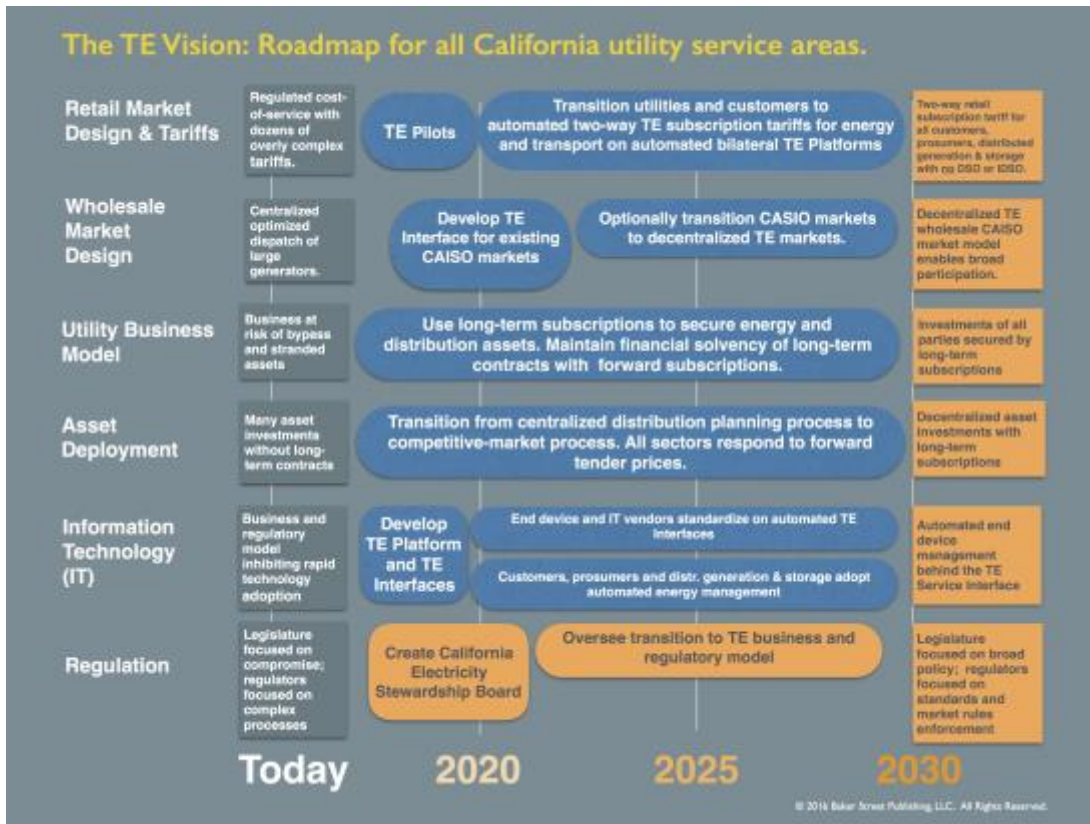 The TE Vision: Roadmap for all California utility service areas.
Retail Market
Design & Tariffs
Regulated cost-
of-service with
dozens of
overly complex
tariffs.
TE Pilots
Transition utilities and customers to
automated two-way TE subscription tariffs for energy
and transport on automated bilateral TE Platforms
Two-way retail
subscription tariff for
all customers,
prosumers, distributed
generation & storage
with no DSO or IDSO.
Wholesale
Market
Design
Centralized
optimized
dispatch of
large
generators.
Develop TE
Interface for existing
CAISO markets
Optionally transition CASIO markets
to decentralized TE markets.
Decentralized TE
wholesale CAISO
market model
enables broad
participation.
Utility Business
Model
Business at
risk of bypass
and stranded
assets
Use long-term subscriptions to secure energy and
distribution assets. Maintain financial solvency of long-term
contracts with forward subscriptions.
Investments of all
parties secured by
long-term
subscriptions
Asset
Deployment
Many asset
investments
without long-
term contracts
Transition from centralized distribution planning process to
competitive-market process. All sectors respond to forward
tender prices.
Decentralized asset
investments with
long-term
subscriptions
Information
Technology
(IT)
Business and
regulatory
model
inhibiting rapid
technology
adoption
Develop
TE Platform
and TE
Interfaces
End device and IT vendors standardize on automated TE
interfaces
Customers, prosumers and distr. generation & storage adopt
automated energy management
Automated end
device
management
behind the TE
Service Interface
Regulation
Legislature
focused on
compromise;
regulators
focused on
complex
processes
Create California
Electricity
Stewardship Board
Oversee transition to TE business and
regulatory model
Legislature
focused on broad
policy; regulators
focused on
standards and
market rules
enforcement
Today
2020
2025
2030
© 2016 Baker Street Publishing, LLC. All Rights Reserved.